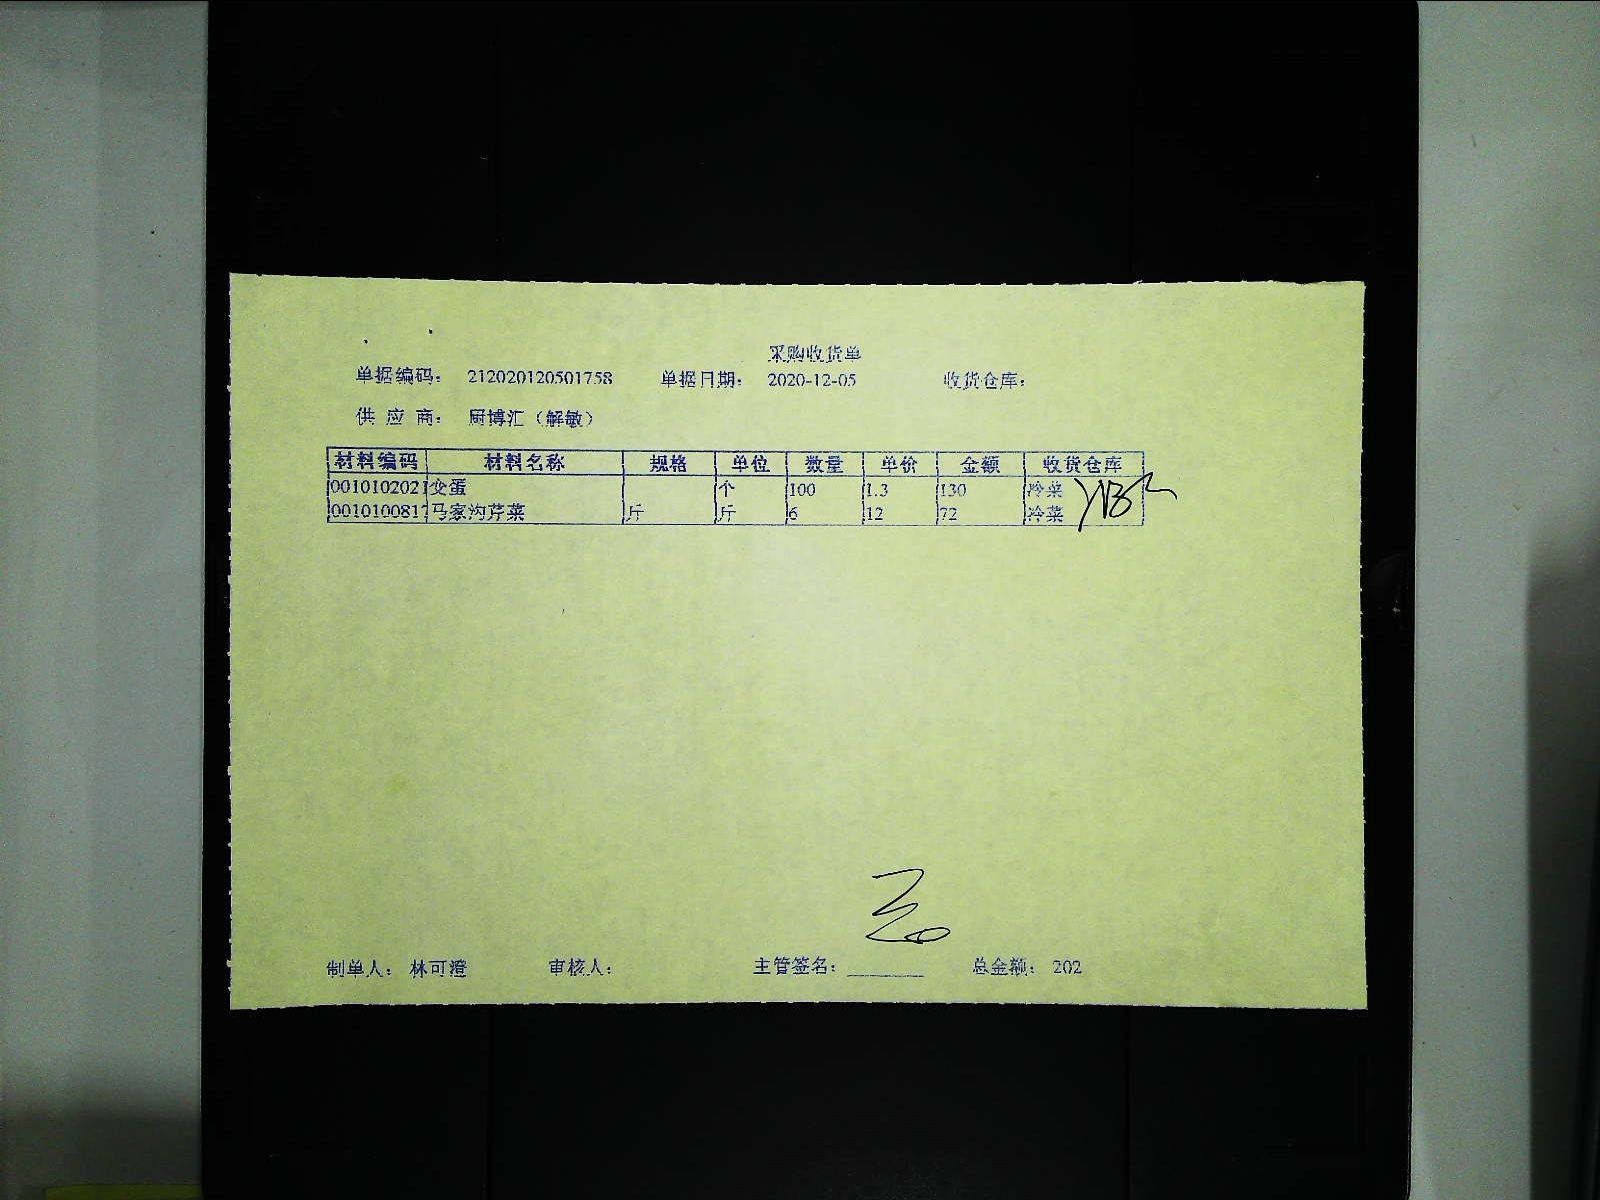 采购收货单
单据编码： 212020120501758 单据日期： 2020-12-05 收货仓库：
供 应 商： 厨博汇（解敏）
材料编码 材料名称 规格 单位 数量 单价 金额 收货仓库
0010102021 变蛋 个 100 1.3 130 冷菜
0010100817 马家沟芹菜 斤 斤 6 12 72 冷菜
制单人： 林可澄 审核人： 主管签名：________ 总金额： 202